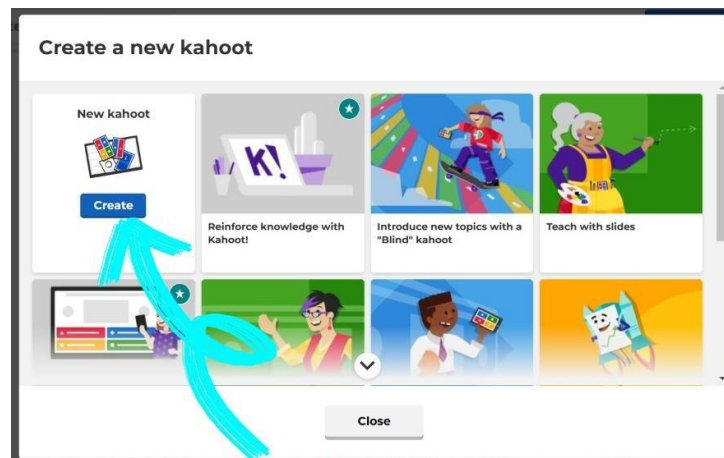 Create a new kahoot
New kahoot
Create
K!
Reinforce knowledge with
Kahoot!
Introduce new topics with a
"Blind" kahoot
Teach with slides
Close